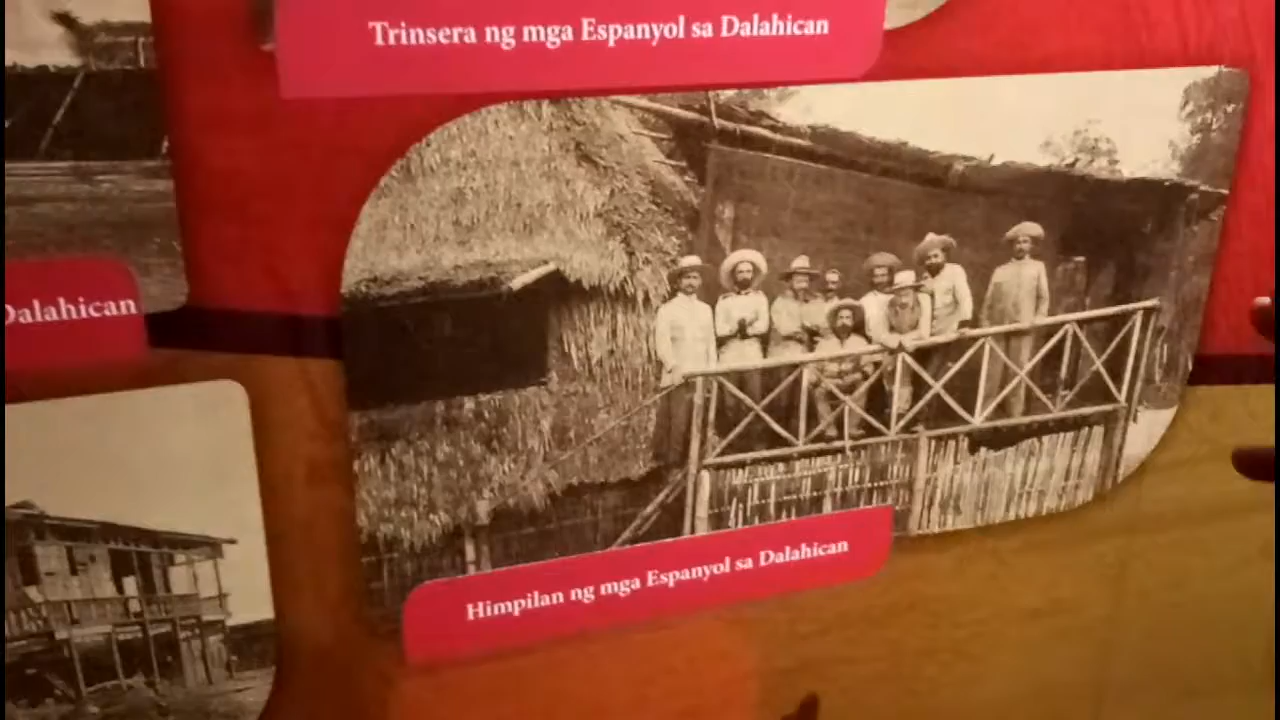 Trinsera ng mga Espanyol sa Dalahican
Dalahican
Himpilan ng mga Espanyol sa Dalahican